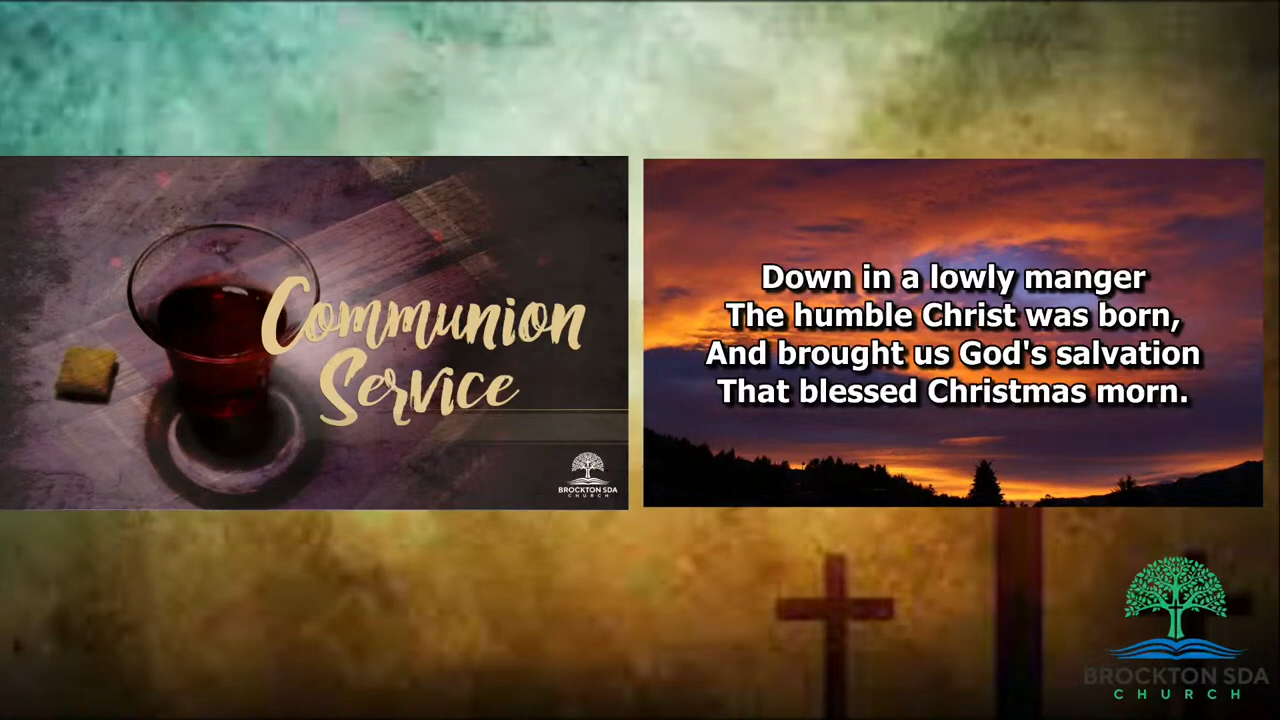 Communion
Service
BROCKTON SDA
CHURCH
Down in a lowly manger
The humble Christ was born,
And brought us God's salvation
That blessed Christmas morn.
BROCKTON SDA
CHURCH